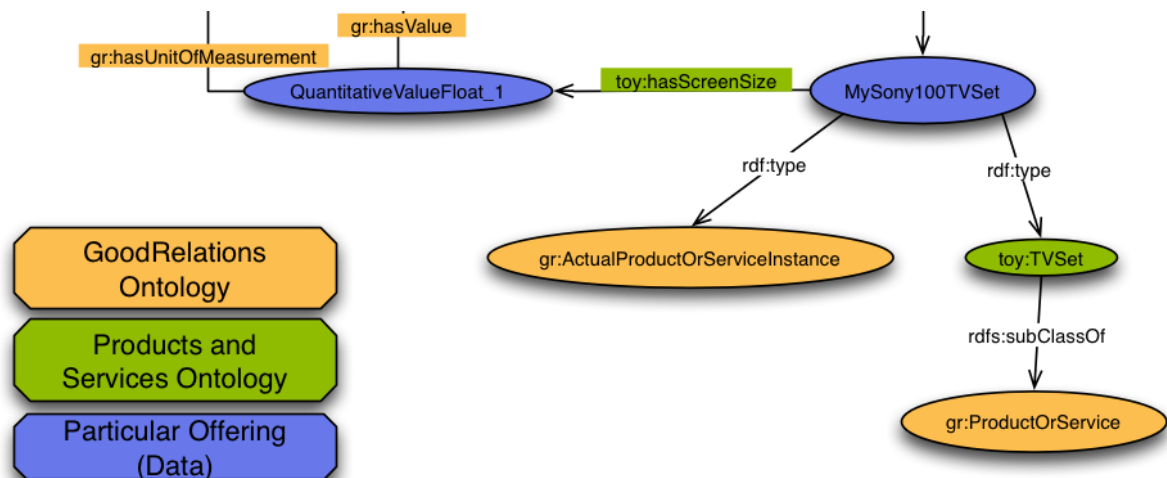 gr:hasValue
gr:hasUnitOfMeasurement
QuantitativeValueFloat_1
toy:hasScreenSize
MySony100TVSet
rdf:type
rdf:type
gr:ActualProductOrServiceInstance
toy:TVSet
rdfs:subClassOf
gr:ProductOrService
GoodRelations
Ontology
Products and
Services Ontology
Particular Offering
(Data)